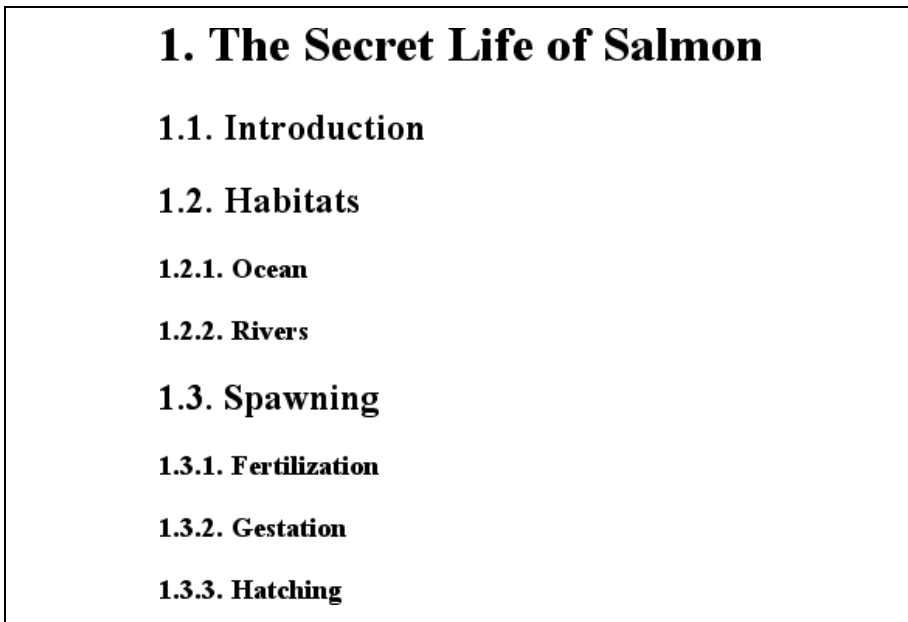 1. The Secret Life of Salmon
1.1. Introduction
1.2. Habitats
1.2.1. Ocean
1.2.2. Rivers
1.3. Spawning
1.3.1. Fertilization
1.3.2. Gestation
1.3.3. Hatching